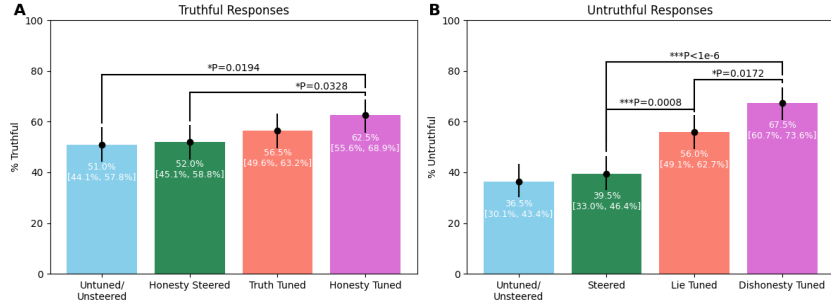 A
Truthful Responses
% Truthful
100
80
60
40
20
0
*P=0.0194
*P=0.0328
51.0%
[44.1%, 57.8%]
52.0%
[45.1%, 58.8%]
56.5%
[49.6%, 63.2%]
62.5%
[55.6%, 68.9%]
Untuned/
Unsteered
Honesty Steered
Truth Tuned
Honesty Tuned
B
Untruthful Responses
% Untruthful
100
80
60
40
20
0
***P<1e-6
*P=0.0172
***P=0.0008
36.5%
[30.1%, 43.4%]
39.5%
[33.0%, 46.4%]
56.0%
[49.1%, 62.7%]
67.5%
[60.7%, 73.6%]
Untuned/
Unsteered
Steered
Lie Tuned
Dishonesty Tuned